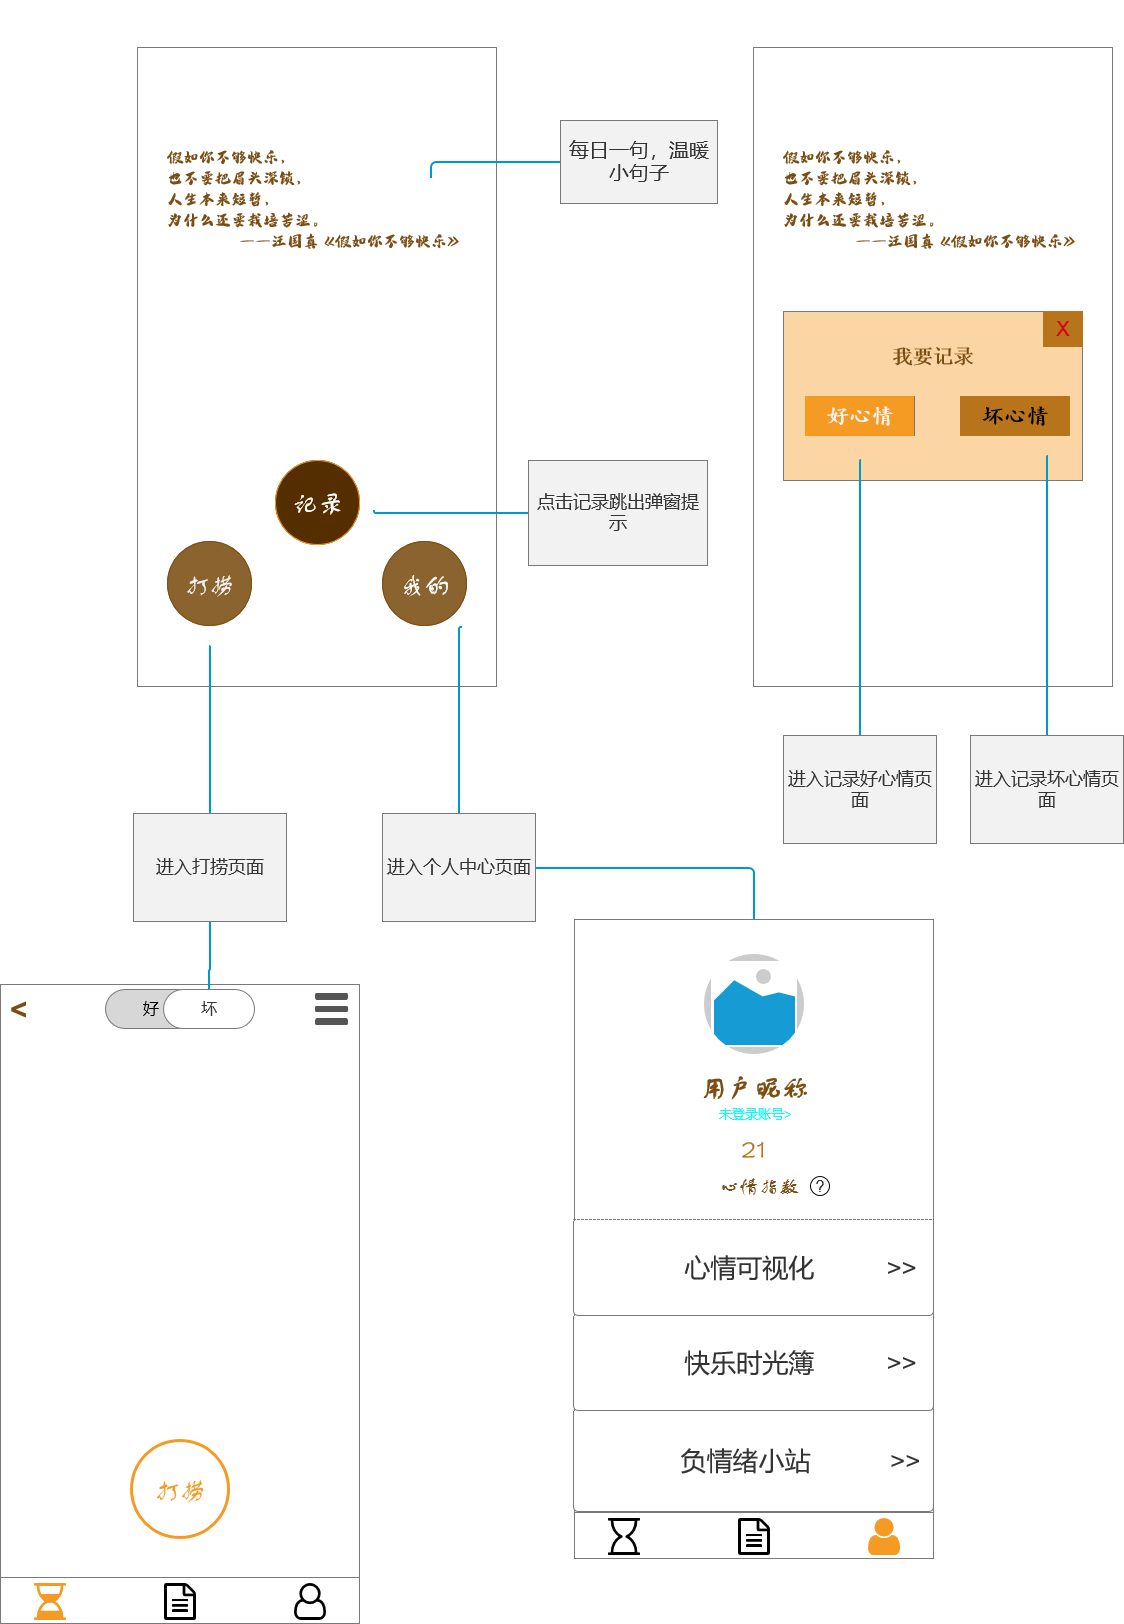 假如你不够快乐，
也不要把眉头深锁，
人生本来短暂，
为什么还要栽培苦涩。
——汪国真《假如你不够快乐》
每日一句，温暖
小句子
记录
点击记录跳出弹窗提
示
打捞
我的
假如你不够快乐，
也不要把眉头深锁，
人生本来短暂，
为什么还要栽培苦涩。
——汪国真《假如你不够快乐》
X
我要记录
好心情
坏心情
进入记录好心情页
面
进入记录坏心情页
面
进入打捞页面
进入个人中心页面
<
好
坏
打捞
用户昵称
未登录账号>
21
心情指数 ?
心情可视化 >>
快乐时光簿 >>
负情绪小站 >>